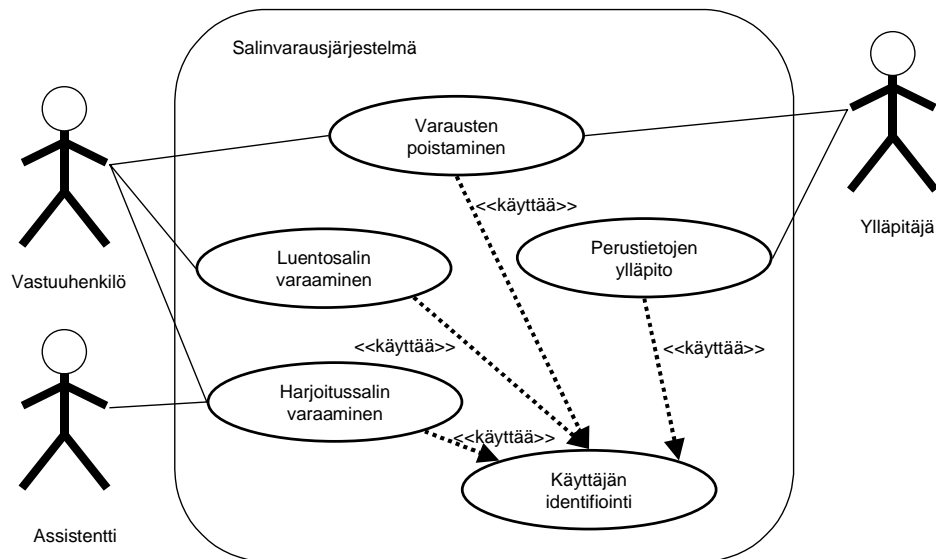 Salinvarausjärjestelmä
Varausten
poistaminen
<<käyttää>>
Ylläpitäjä
Luentosalin
varaaminen
Perustietojen
ylläpito
Vastuuhenkilö
<<käyttää>>
<<käyttää>>
Harjoitussalin
varaaminen
<<käyttää>>
Käyttäjän
identifiointi
Assistentti